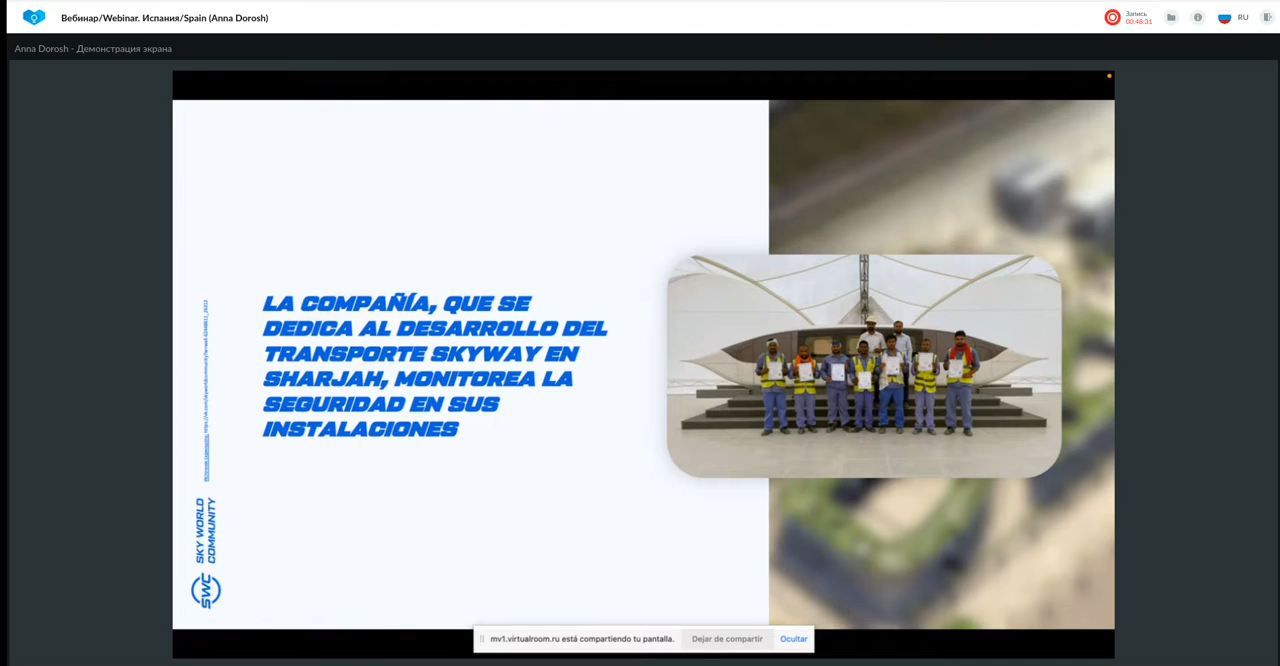 Вебинар/Webinar. Испания/Spain (Anna Dorosh)
Запись
00:48:31
RU
Anna Dorosh - Демонстрация экрана
LA COMPAÑÍA, QUE SE
DEDICA AL DESARROLLO DEL
TRANSPORTE SKYWAY EN
SHARJAH, MONITOREA LA
SEGURIDAD EN SUS
INSTALACIONES
SKY WORLD
COMMUNITY
SWC
mv1.virtualroom.ru está compartiendo tu pantalla.
Dejar de compartir
Ocultar